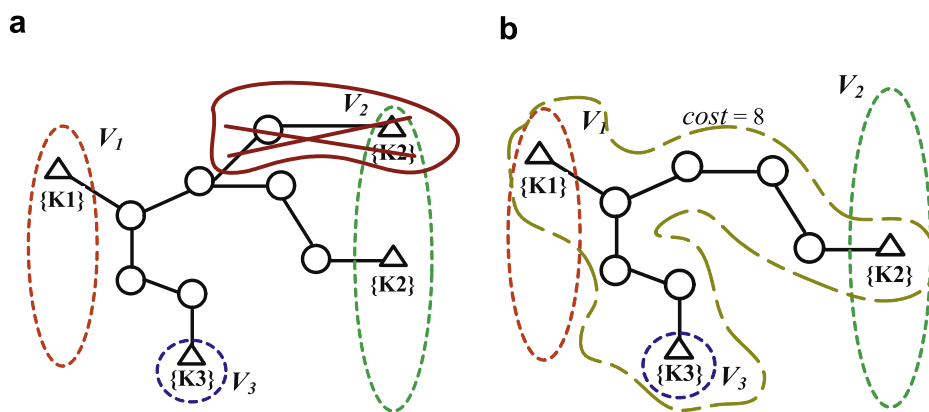 a
V₁
V₂
{K1}
{K2}
{K2}
{K3}
V₃
b
V₁
cost = 8
V₂
{K1}
{K2}
{K3}
V₃